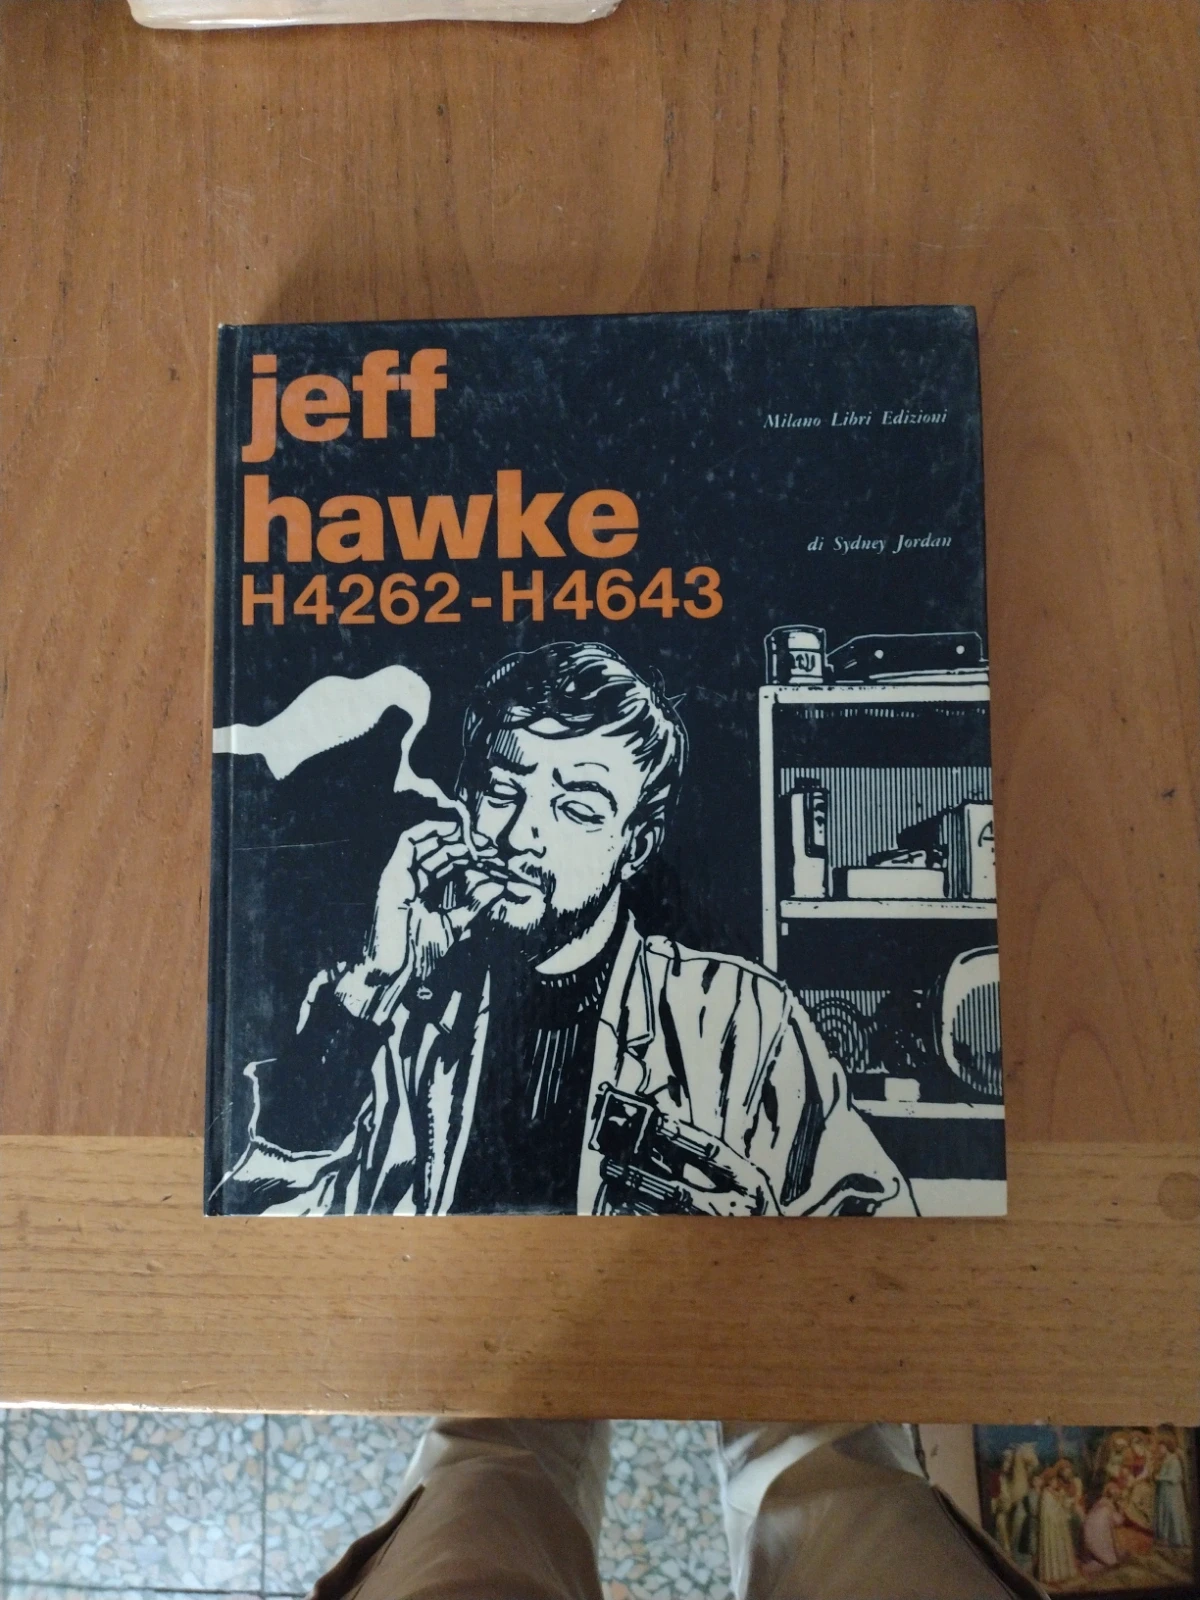 jeff
hawke
H4262-H4643
Milano Libri Edizioni
di Sydney Jordan